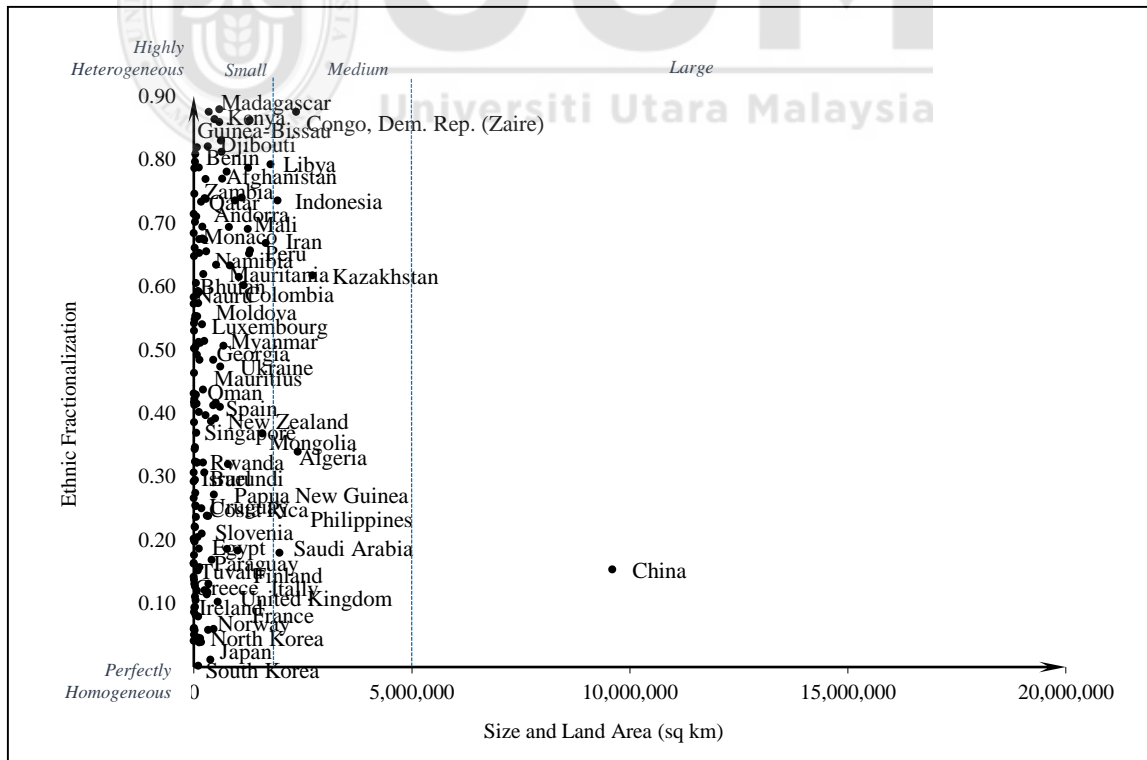 Highly
Heterogeneous
Small
Medium
Large
Universiti Utara Malaysia
0.90
0.80
0.70
0.60
0.50
0.40
0.30
0.20
0.10
Ethnic Fractionalization
Madagascar
Kenya
Congo, Dem. Rep. (Zaire)
Guinea-Bissau
Djibouti
Benin
Libya
Afghanistan
Zambia
Qatar
Indonesia
Andorra
Mali
Monaco
Iran
Peru
Namibia
Mauritania
Kazakhstan
Bhutan
Nauru
Colombia
Moldova
Luxembourg
Myanmar
Georgia
Ukraine
Mauritius
Oman
Spain
New Zealand
Singapore
Mongolia
Algeria
Rwanda
Israel
Burundi
Papua New Guinea
Uruguay
Costa Rica
Philippines
Slovenia
Egypt
Saudi Arabia
Paraguay
Tuvalu
Finland
China
Greece
Itally
United Kingdom
Ireland
France
Norway
North Korea
Japan
South Korea
Perfectly
Homogeneous
0
5,000,000
10,000,000
15,000,000
20,000,000
Size and Land Area (sq km)